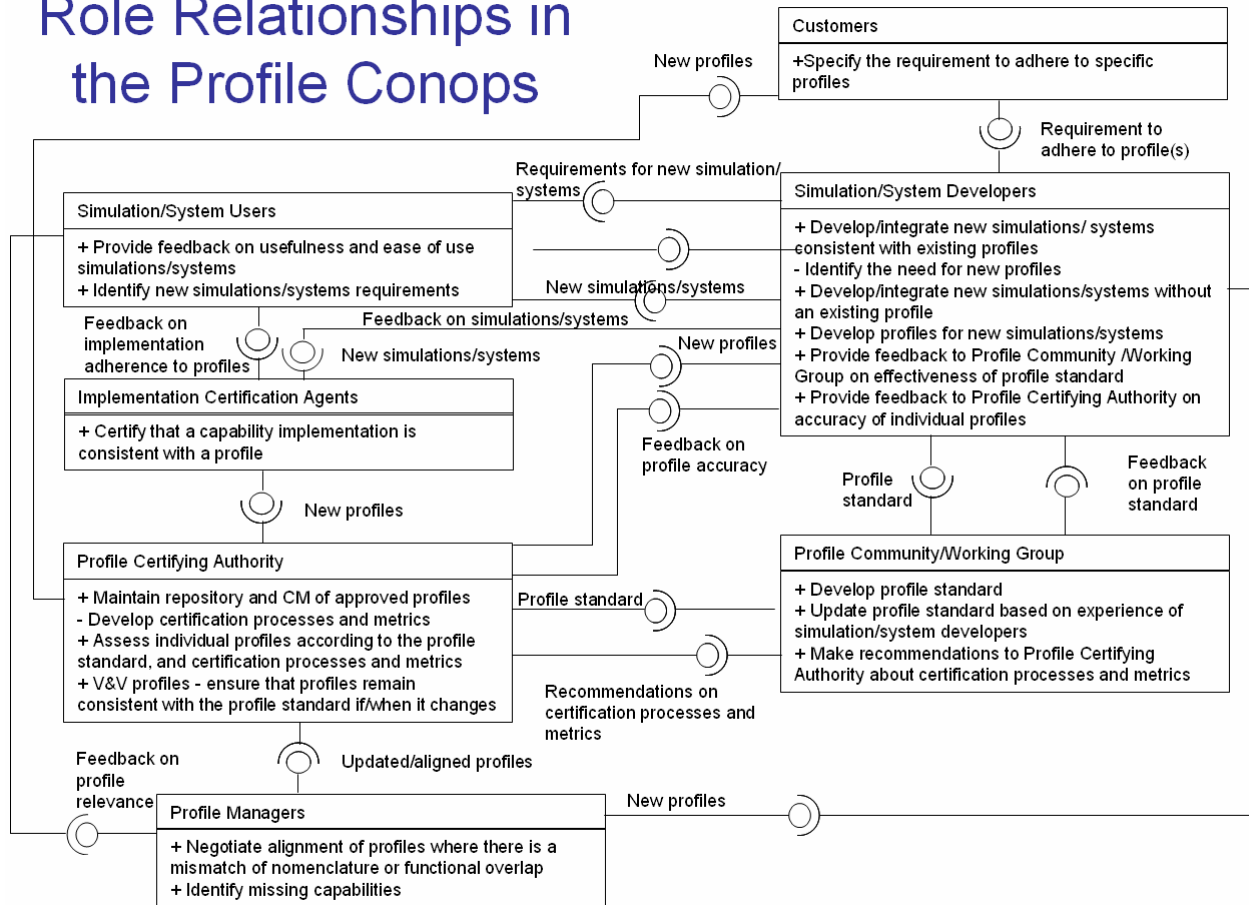 Role Relationships in
the Profile Conops
Customers
+Specify the requirement to adhere to specific
profiles
New profiles
Requirement to
adhere to profile(s)
Requirements for new simulation/
systems
Simulation/System Users
+ Provide feedback on usefulness and ease of use
simulations/systems
+ Identify new simulations/systems requirements
Simulation/System Developers
+ Develop/integrate new simulations/ systems
consistent with existing profiles
- Identify the need for new profiles
+ Develop/integrate new simulations/systems without
an existing profile
+ Develop profiles for new simulations/systems
+ Provide feedback to Profile Community /Working
Group on effectiveness of profile standard
+ Provide feedback to Profile Certifying Authority on
accuracy of individual profiles
New simulations/systems
Feedback on simulations/systems
Feedback on
implementation
adherence to profiles
New simulations/systems
New profiles
Implementation Certification Agents
+ Certify that a capability implementation is
consistent with a profile
Feedback on
profile accuracy
Profile
standard
Feedback
on profile
standard
New profiles
Profile Certifying Authority
+ Maintain repository and CM of approved profiles
- Develop certification processes and metrics
+ Assess individual profiles according to the profile
standard, and certification processes and metrics
+ V&V profiles - ensure that profiles remain
consistent with the profile standard if/when it changes
Profile standard
Profile Community/Working Group
+ Develop profile standard
+ Update profile standard based on experience of
simulation/system developers
+ Make recommendations to Profile Certifying
Authority about certification processes and metrics
Recommendations on
certification processes and
metrics
Feedback on
profile
relevance
Updated/aligned profiles
New profiles
Profile Managers
+ Negotiate alignment of profiles where there is a
mismatch of nomenclature or functional overlap
+ Identify missing capabilities